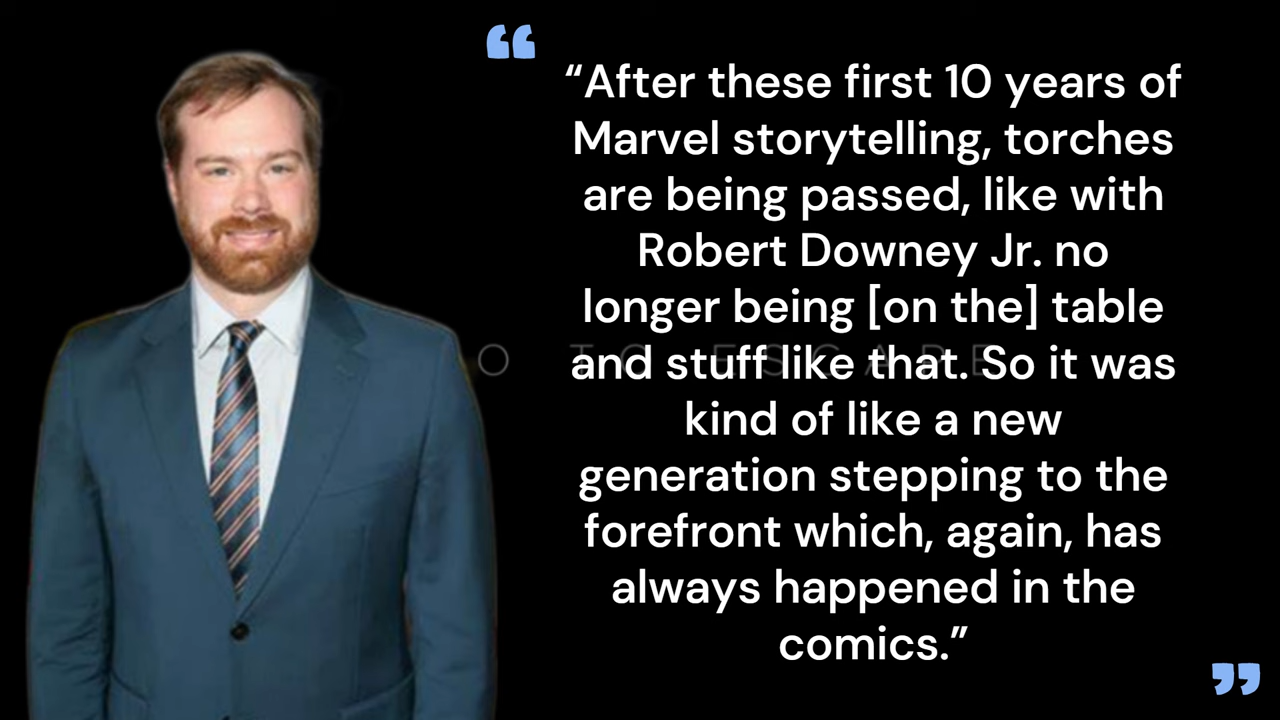 “After these first 10 years of
Marvel storytelling, torches
are being passed, like with
Robert Downey Jr. no
longer being [on the] table
and stuff like that. So it was
kind of like a new
generation stepping to the
forefront which, again, has
always happened in the
comics.”